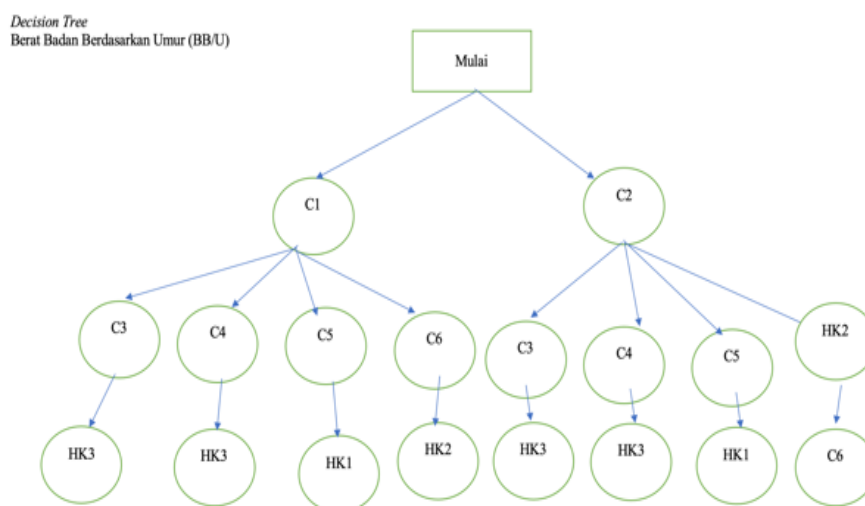 Decision Tree
Berat Badan Berdasarkan Umur (BB/U)
Mulai
C1
C2
C3
C4
C5
C6
C3
C4
C5
HK2
HK3
HK3
HK1
HK2
HK3
HK3
HK1
C6